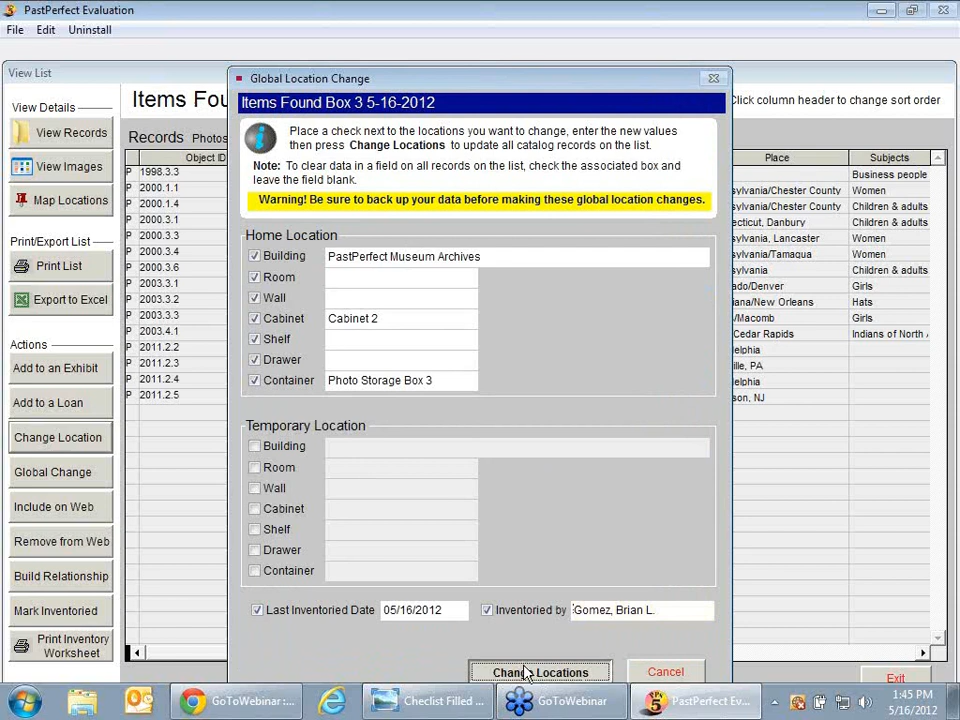 PastPerfect Evaluation
File Edit Uninstall
View List
View Details
View Records
View Images
Map Locations
Print/Export List
Print List
Export to Excel
Actions
Add to an Exhibit
Add to a Loan
Change Location
Global Change
Include on Web
Remove from Web
Build Relationship
Mark Inventoried
Print Inventory
Worksheet
Items Fou
Click column header to change sort order
Records Photos
Object ID
P 1998.3.3
P 2000.1.1
P 2000.1.4
P 2000.3.1
P 2000.3.3
P 2000.3.4
P 2000.3.6
P 2003.3.1
P 2003.3.2
P 2003.3.3
P 2003.4.1
P 2011.2.2
P 2011.2.3
P 2011.2.4
P 2011.2.5
Global Location Change
Items Found Box 3 5-16-2012
Place a check next to the locations you want to change, enter the new values
then press Change Locations to update all catalog records on the list.
Note: To clear data in a field on all records on the list, check the associated box and
leave the field blank.
Warning! Be sure to back up your data before making these global location changes.
Home Location
Building PastPerfect Museum Archives
Room
Wall
Cabinet Cabinet 2
Shelf
Drawer
Container Photo Storage Box 3
Temporary Location
Building
Room
Wall
Cabinet
Shelf
Drawer
Container
Last Inventoried Date 05/16/2012 Inventoried by Gomez, Brian L.
Change Locations Cancel
Place Subjects
Business people
sylvania/Chester County Women
sylvania/Chester County Children & adults
ecticut, Danbury Children & adults
sylvania, Lancaster Women
sylvania/Tamaqua Women
sylvania Children & adults
ado/Denver Girls
iana/New Orleans Hats
/Macomb Girls
Cedar Rapids Indians of North
delphia
ville, PA
delphia
son, NJ
Exit
GoToWebinar :... Checlist Filled ... GoToWebinar PastPerfect Ev...
1:45 PM
5/16/2012